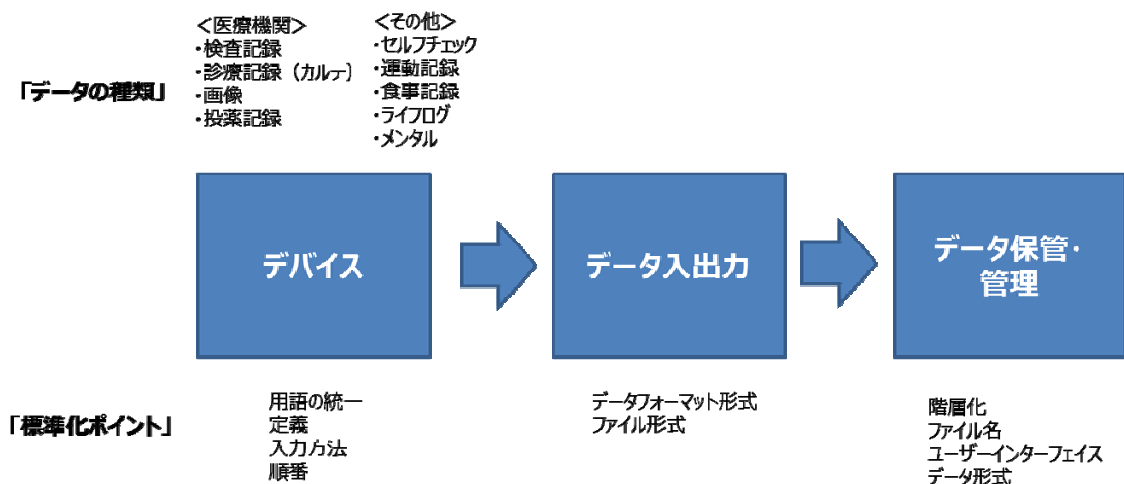 <医療機関>
・検査記録
・診療記録（カルテ）
・画像
・投薬記録
<その他>
・セルフチェック
・運動記録
・食事記録
・ライフログ
・メンタル
「データの種類」
デバイス
データ入出力
データ保管・
管理
「標準化ポイント」
用語の統一
定義
入力方法
順番
データフォーマット形式
ファイル形式
階層化
ファイル名
ユーザーインターフェイス
データ形式